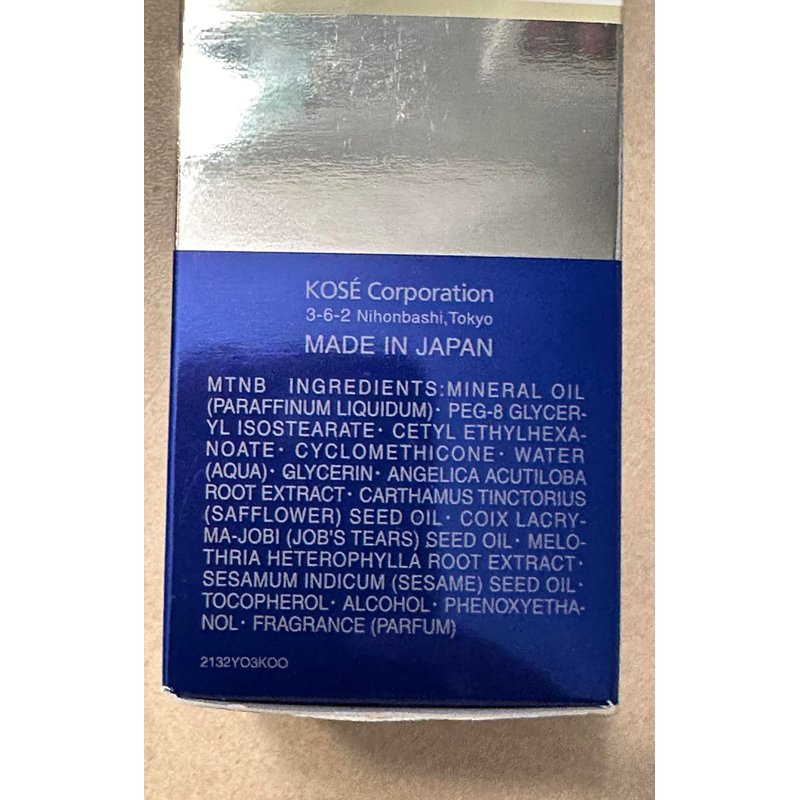 KOSÉ Corporation
3-6-2 Nihonbashi,Tokyo
MADE IN JAPAN
MTNB INGREDIENTS:MINERAL OIL
(PARAFFINUM LIQUIDUM)· PEG-8 GLYCER-
YL ISOSTEARATE· CETYL ETHYLHEXA-
NOATE· CYCLOMETHICONE· WATER
(AQUA)· GLYCERIN· ANGELICA ACUTILOBA
ROOT EXTRACT· CARTHAMUS TINCTORIUS
(SAFFLOWER) SEED OIL· COIX LACRY-
MA-JOBI (JOB'S TEARS) SEED OIL· MELO-
THRIA HETEROPHYLLA ROOT EXTRACT·
SESAMUM INDICUM (SESAME) SEED OIL·
TOCOPHEROL· ALCOHOL· PHENOXYETHA-
NOL· FRAGRANCE (PARFUM)
2132YO3KOO